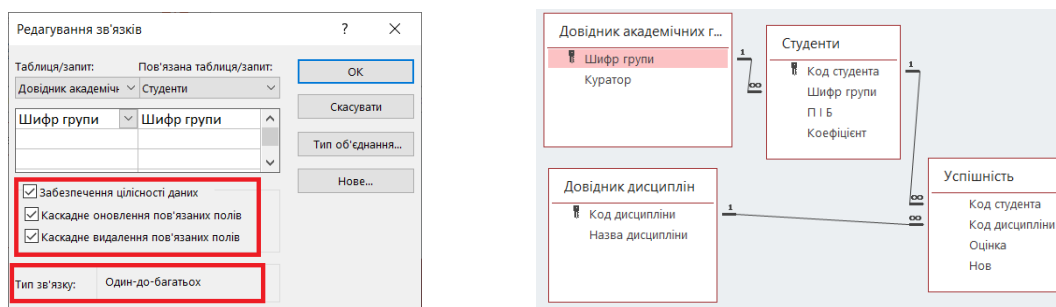 Редагування зв'язків ? ×
Таблиця/запит: Пов'язана таблиця/запит:
Довідник академічн Студенти
Шифр групи Шифр групи
Забезпечення цілісності даних
Каскадне оновлення пов'язаних полів
Каскадне видалення пов'язаних полів
Тип зв'язку: Один-до-багатьох
ОК
Скасувати
Тип об'єднання...
Нове...
Довідник академічних г...
Шифр групи
Куратор
1
∞
Студенти
Код студента
Шифр групи
П І Б
Коефіцієнт
1
∞
Довідник дисциплін
Код дисципліни
Назва дисципліни
1
∞
Успішність
Код студента
Код дисципліни
Оцінка
Нов